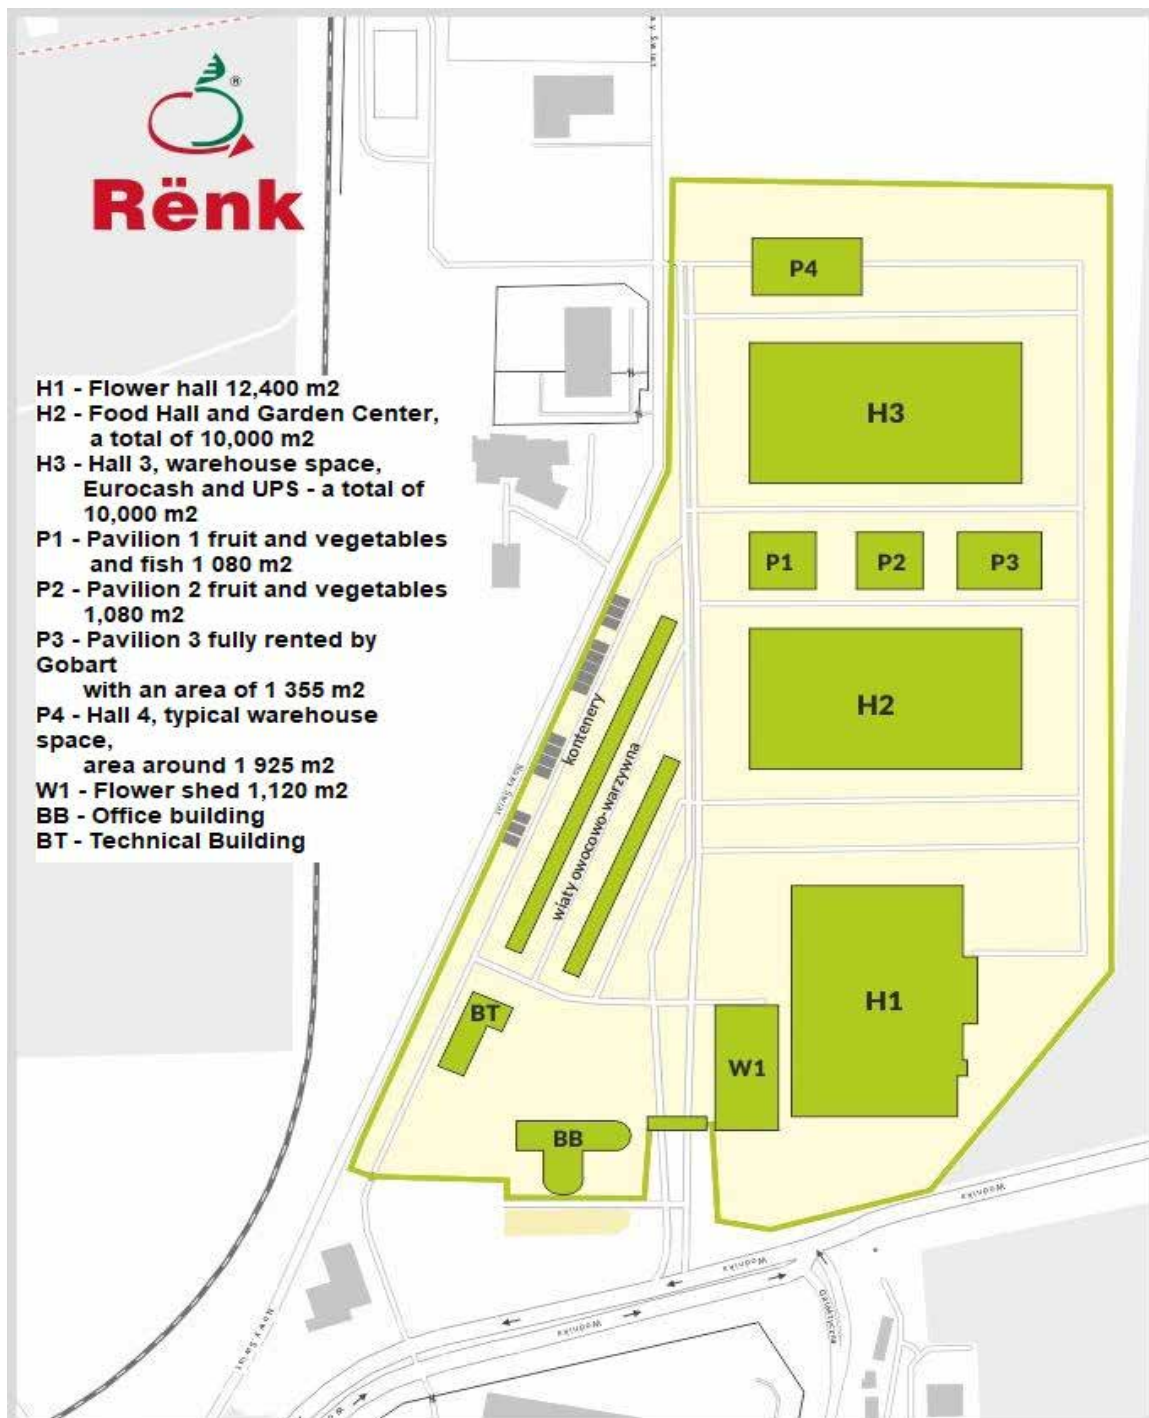 ®
Rënk
H1 - Flower hall 12,400 m2
H2 - Food Hall and Garden Center,
a total of 10,000 m2
H3 - Hall 3, warehouse space,
Eurocash and UPS - a total of
10,000 m2
P1 - Pavilion 1 fruit and vegetables
and fish 1 080 m2
P2 - Pavilion 2 fruit and vegetables
1,080 m2
P3 - Pavilion 3 fully rented by
Gobart
with an area of 1 355 m2
P4 - Hall 4, typical warehouse
space,
area around 1 925 m2
W1 - Flower shed 1,120 m2
BB - Office building
BT - Technical Building
P4
H3
P1
P2
P3
H2
kontenery
wiaty owocowo-warzywna
Nowy Świat
H1
BT
W1
BB
Wodnika
Wodnika
Wodnika
Galaktyczna
Nowy Świat